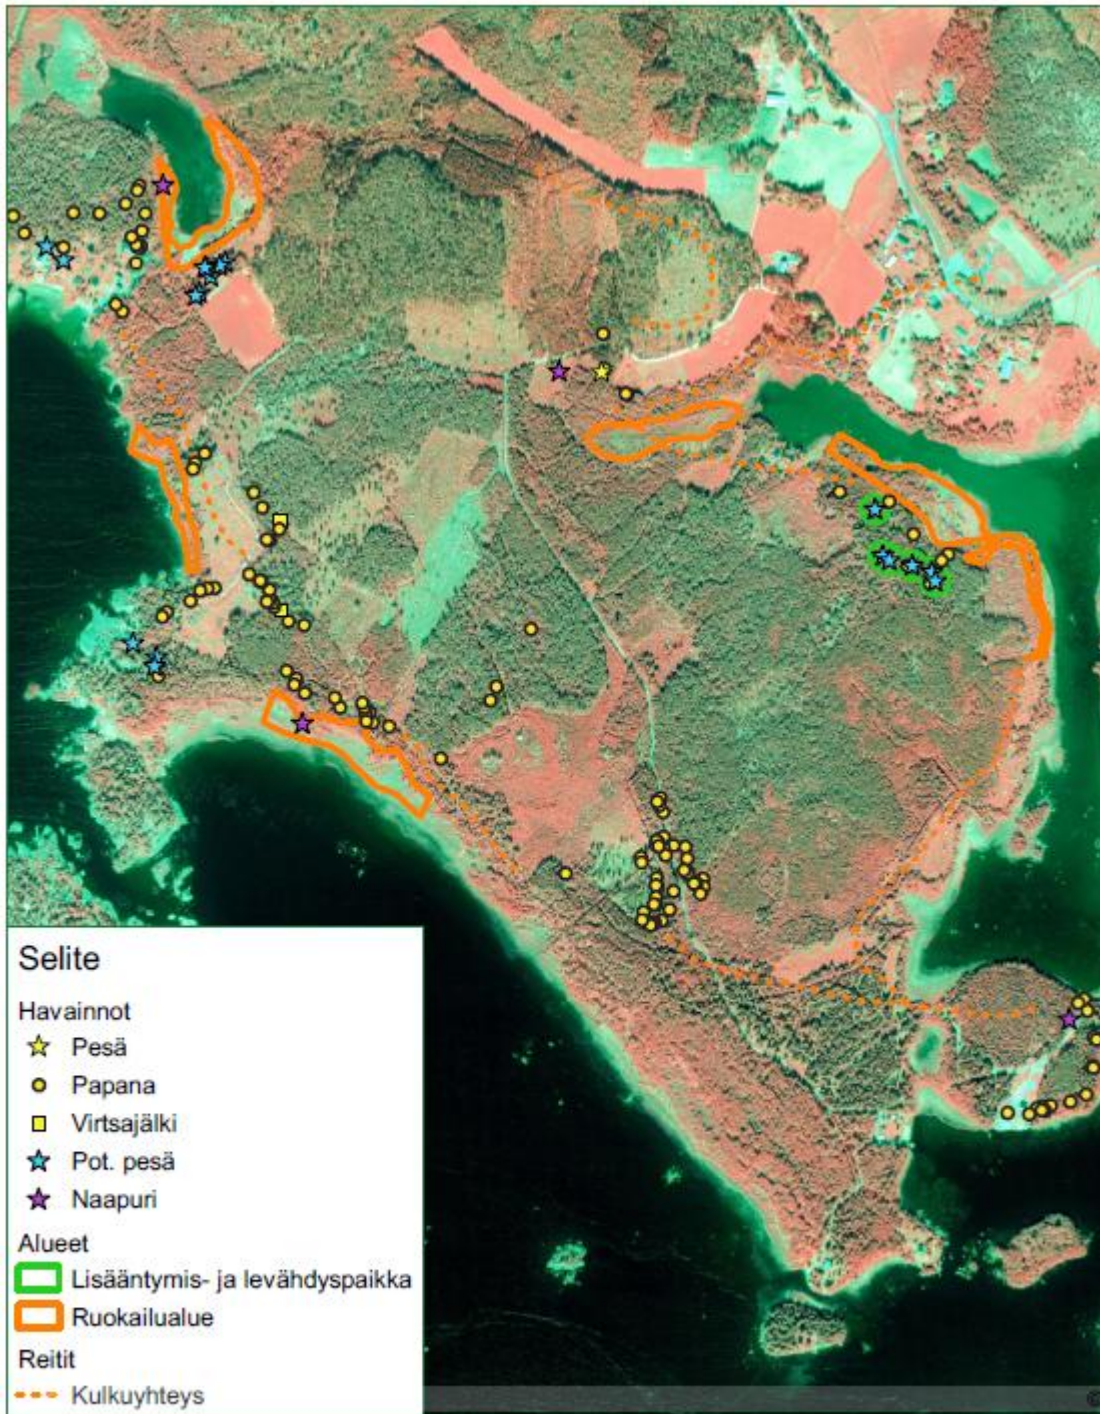 Selite
Havainnot
Pesä
Papana
Virtsajälki
Pot. pesä
Naapuri
Alueet
Lisääntymis- ja levähdyspaikka
Ruokailualue
Reitit
Kulkuyhteys
©